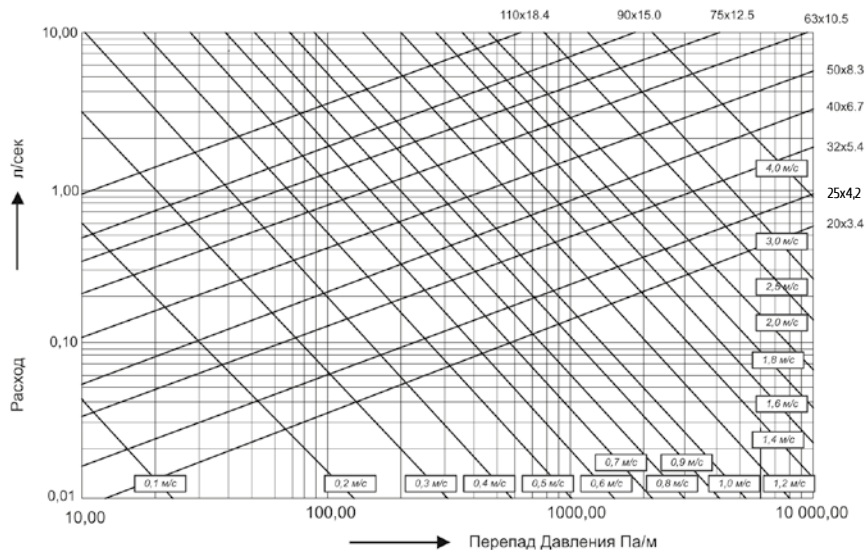 110x18.4 90x15.0 75x12.5 63x10.5
10,00
50x8.3
40x6.7
л/сек
32x5.4
4,0 м/с
1,00
25x4,2
20x3.4
3,0 м/с
2,5 м/с
2,0 м/с
0,10
1,8 м/с
Расход
1,6 м/с
1,4 м/с
0,7 м/с 0,9 м/с
0,1 м/с 0,2 м/с 0,3 м/с 0,4 м/с 0,5 м/с 0,6 м/с 0,8 м/с 1,0 м/с 1,2 м/с
0,01
10,00 100,00 1000,00 10 000,00
Перепад Давления Па/м